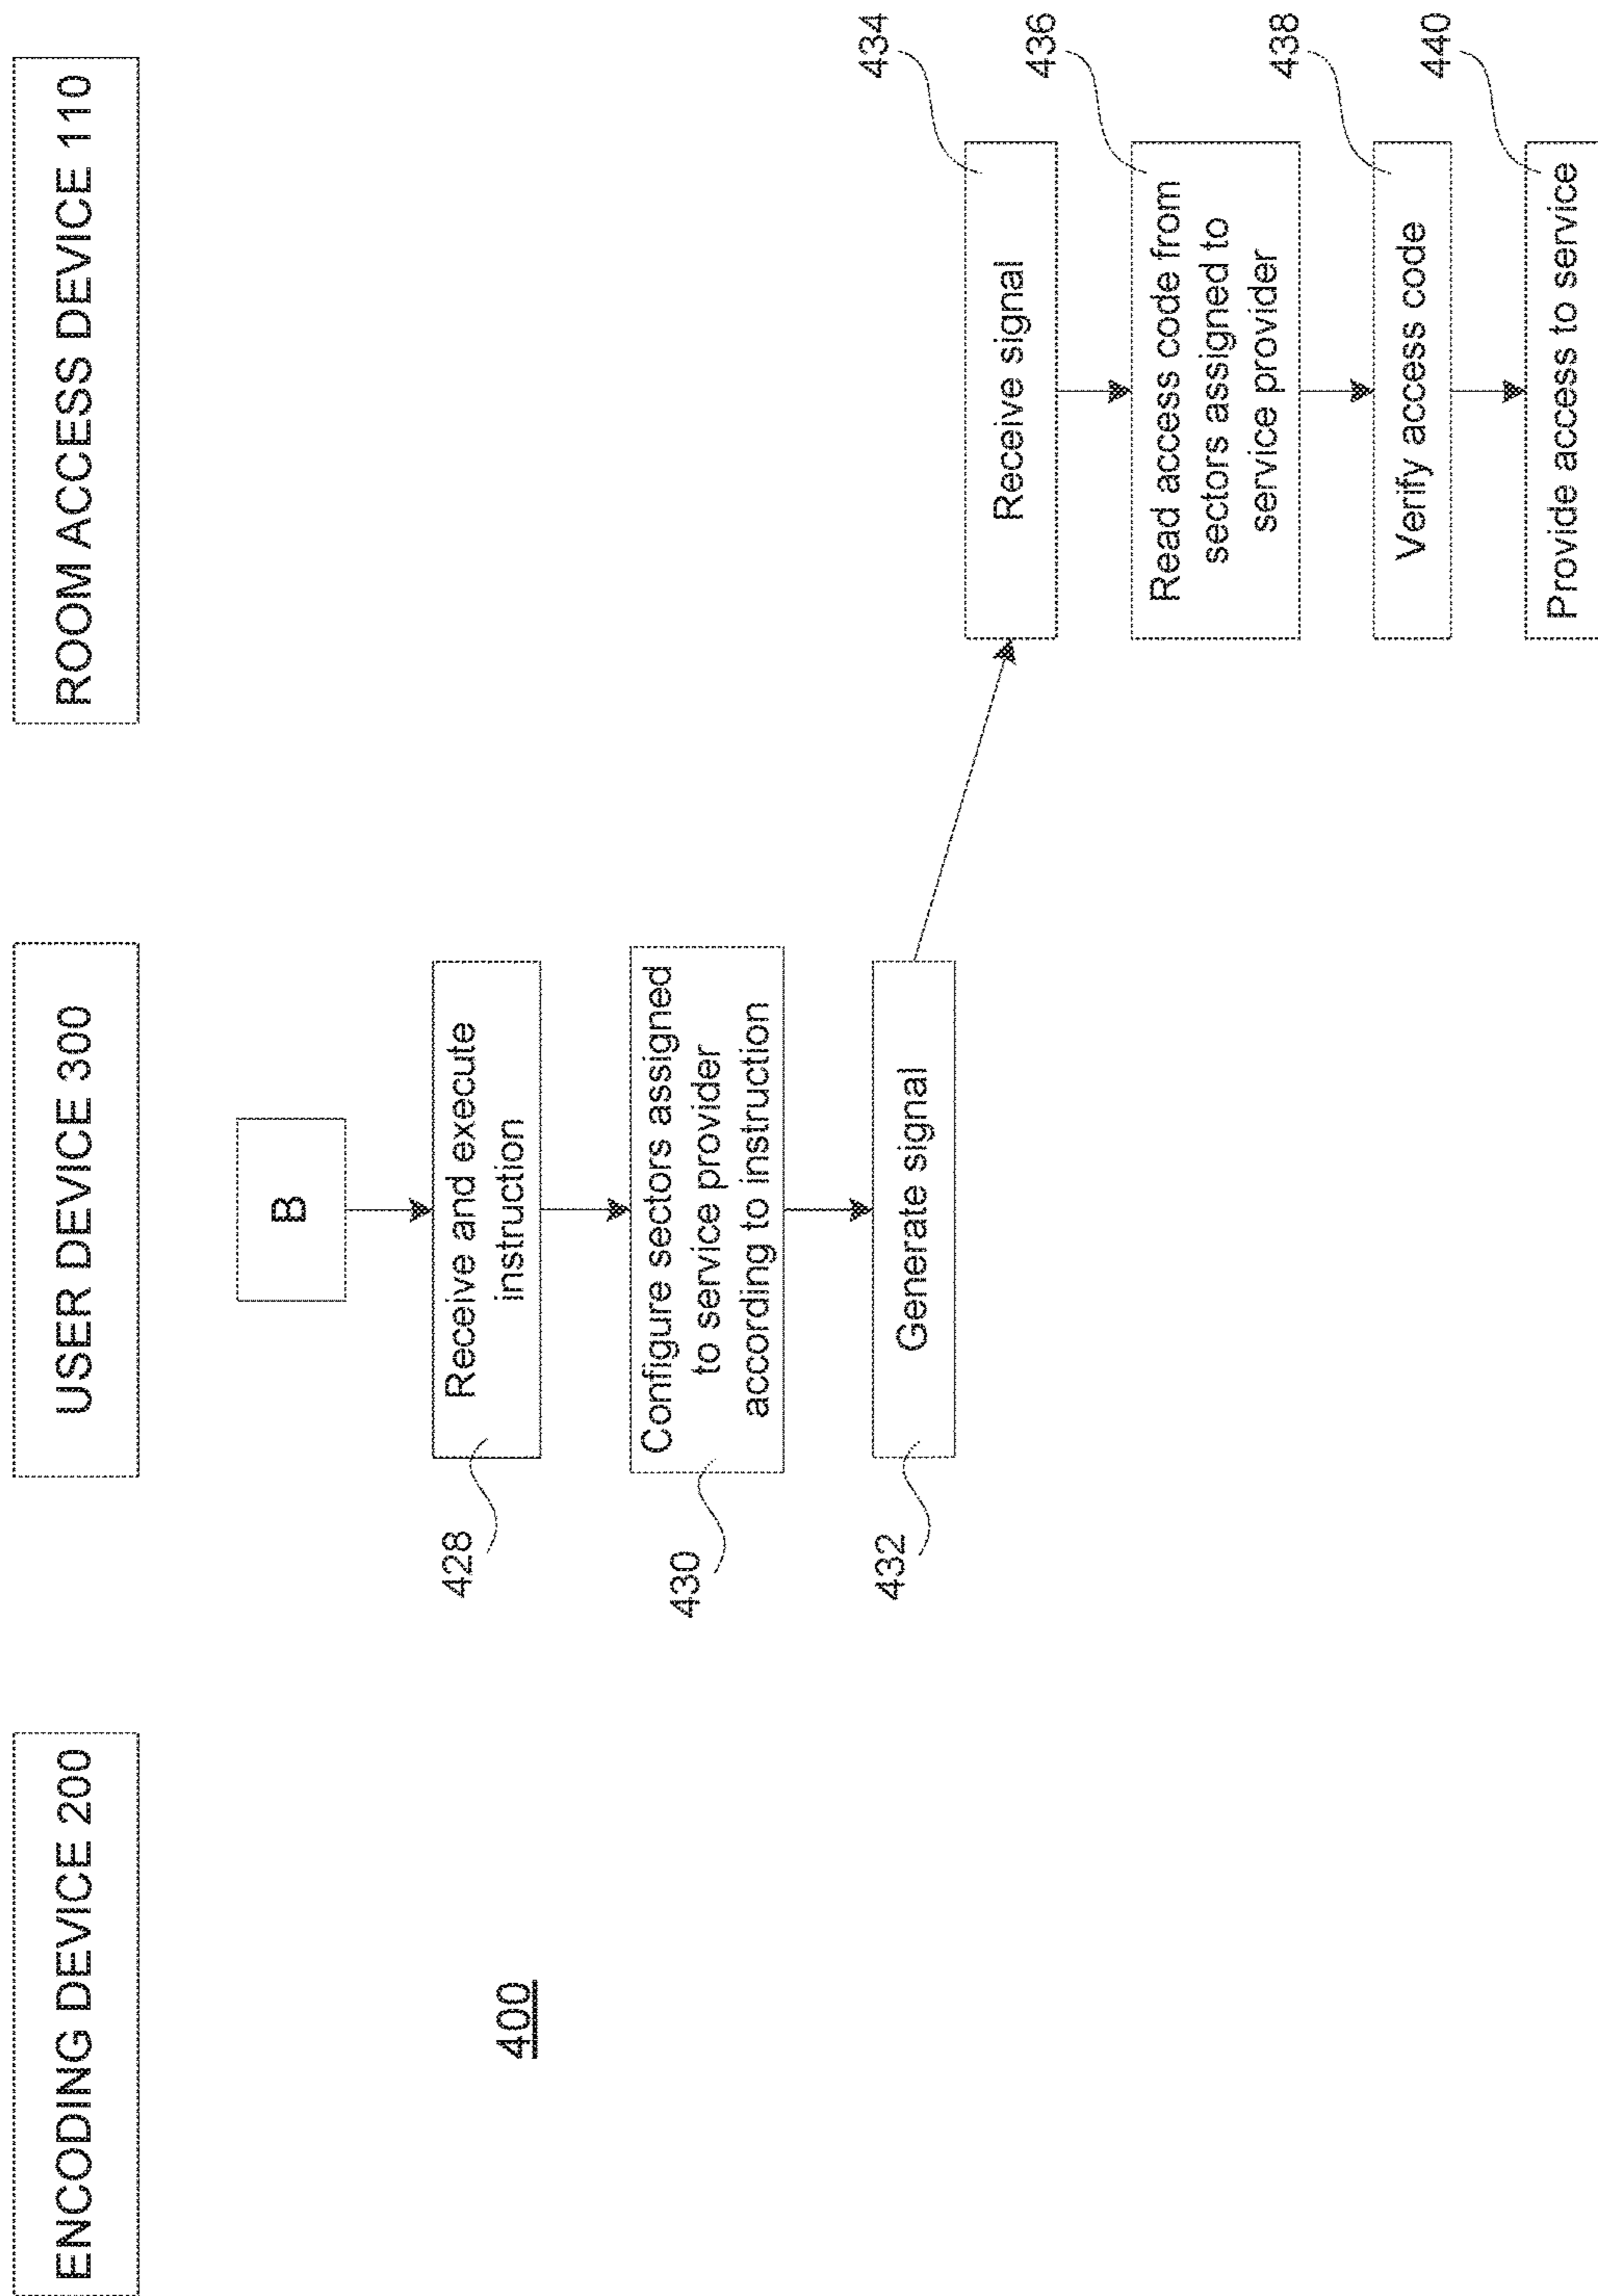 ENCODING DEVICE 200
USER DEVICE 300
ROOM ACCESS DEVICE 110
400
B
428
Receive and execute
instruction
430
Configure sectors assigned
to service provider
according to instruction
432
Generate signal
434
Receive signal
436
Read access code from
sectors assigned to
service provider
438
Verify access code
440
Provide access to service